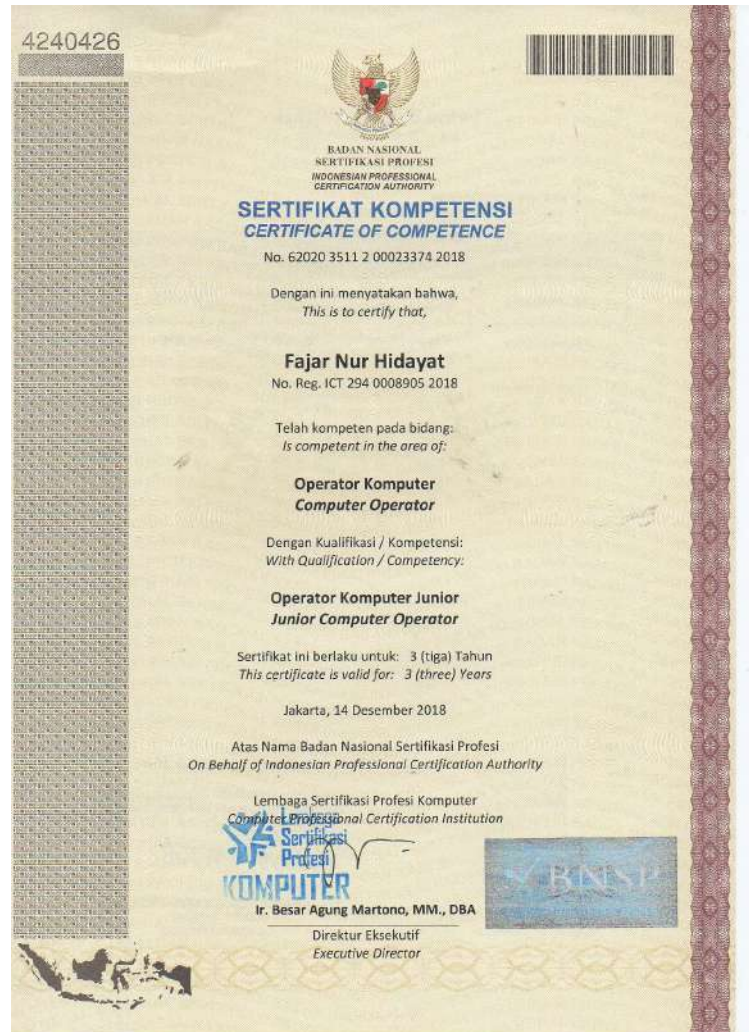 4240426
BADAN NASIONAL
SERTIFIKASI PROFESI
INDONESIAN PROFESSIONAL
CERTIFICATION AUTHORITY
SERTIFIKAT KOMPETENSI
CERTIFICATE OF COMPETENCE
No. 62020 3511 2 00023374 2018
Dengan ini menyatakan bahwa,
This is to certify that,
Fajar Nur Hidayat
No. Reg. ICT 294 0008905 2018
Telah kompeten pada bidang:
Is competent in the area of:
Operator Komputer
Computer Operator
Dengan Kualifikasi / Kompetensi:
With Qualification / Competency:
Operator Komputer Junior
Junior Computer Operator
Sertifikat ini berlaku untuk: 3 (tiga) Tahun
This certificate is valid for: 3 (three) Years
Jakarta, 14 Desember 2018
Atas Nama Badan Nasional Sertifikasi Profesi
On Behalf of Indonesian Professional Certification Authority
Lembaga Sertifikasi Profesi Komputer
Computer Professional Certification Institution
Lembaga
Sertifikasi
Profesi
KOMPUTER
BNSP
Ir. Besar Agung Martono, MM., DBA
Direktur Eksekutif
Executive Director